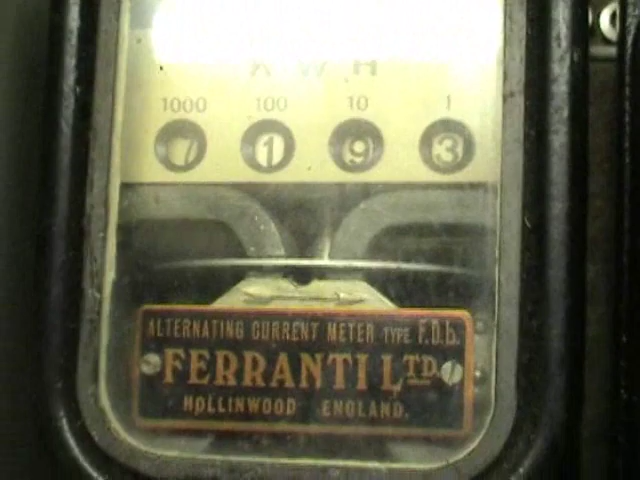 K W H
1000 100 10 1
7 1 9 3
ALTERNATING CURRENT METER TYPE F.D.b.
FERRANTI LTD.
HOLLINWOOD ENGLAND.